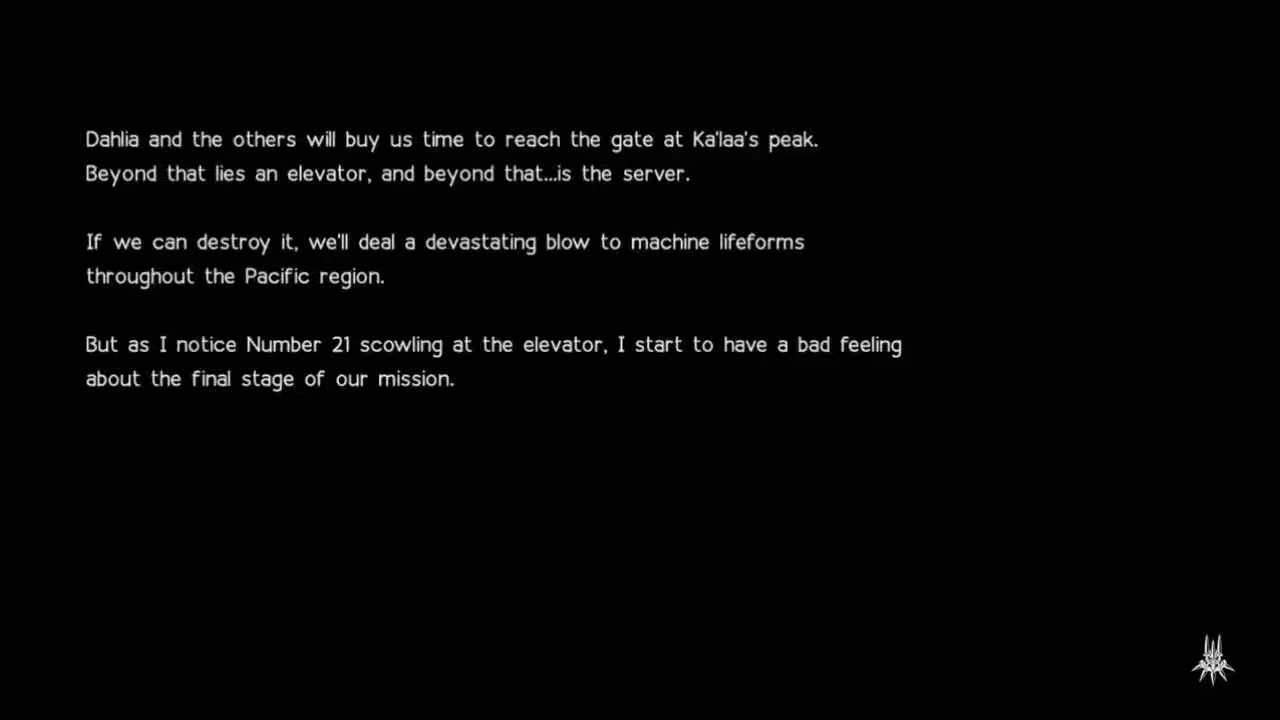 Dahlia and the others will buy us time to reach the gate at Ka'laa's peak.
Beyond that lies an elevator, and beyond that...is the server.
If we can destroy it, we'll deal a devastating blow to machine lifeforms
throughout the Pacific region.
But as I notice Number 21 scowling at the elevator, I start to have a bad feeling
about the final stage of our mission.